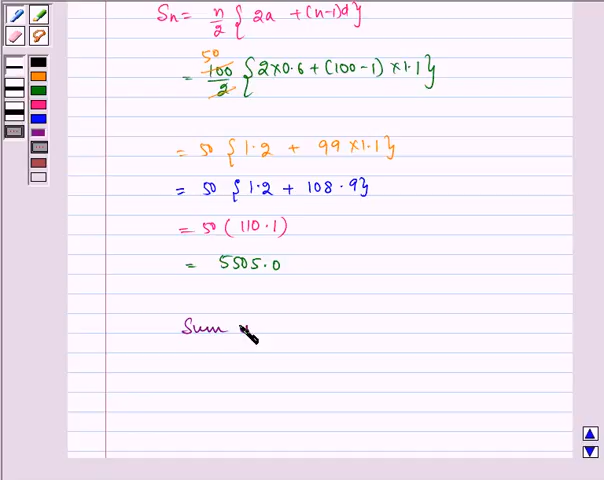 Sn = n/2 { 2a + (n-1)d }
50
= 100/2 { 2×0.6 + (100-1) ×1.1 }
= 50 { 1.2 + 99 ×1.1 }
= 50 { 1.2 + 108.9 }
= 50 ( 110.1 )
= 5505.0
Sum